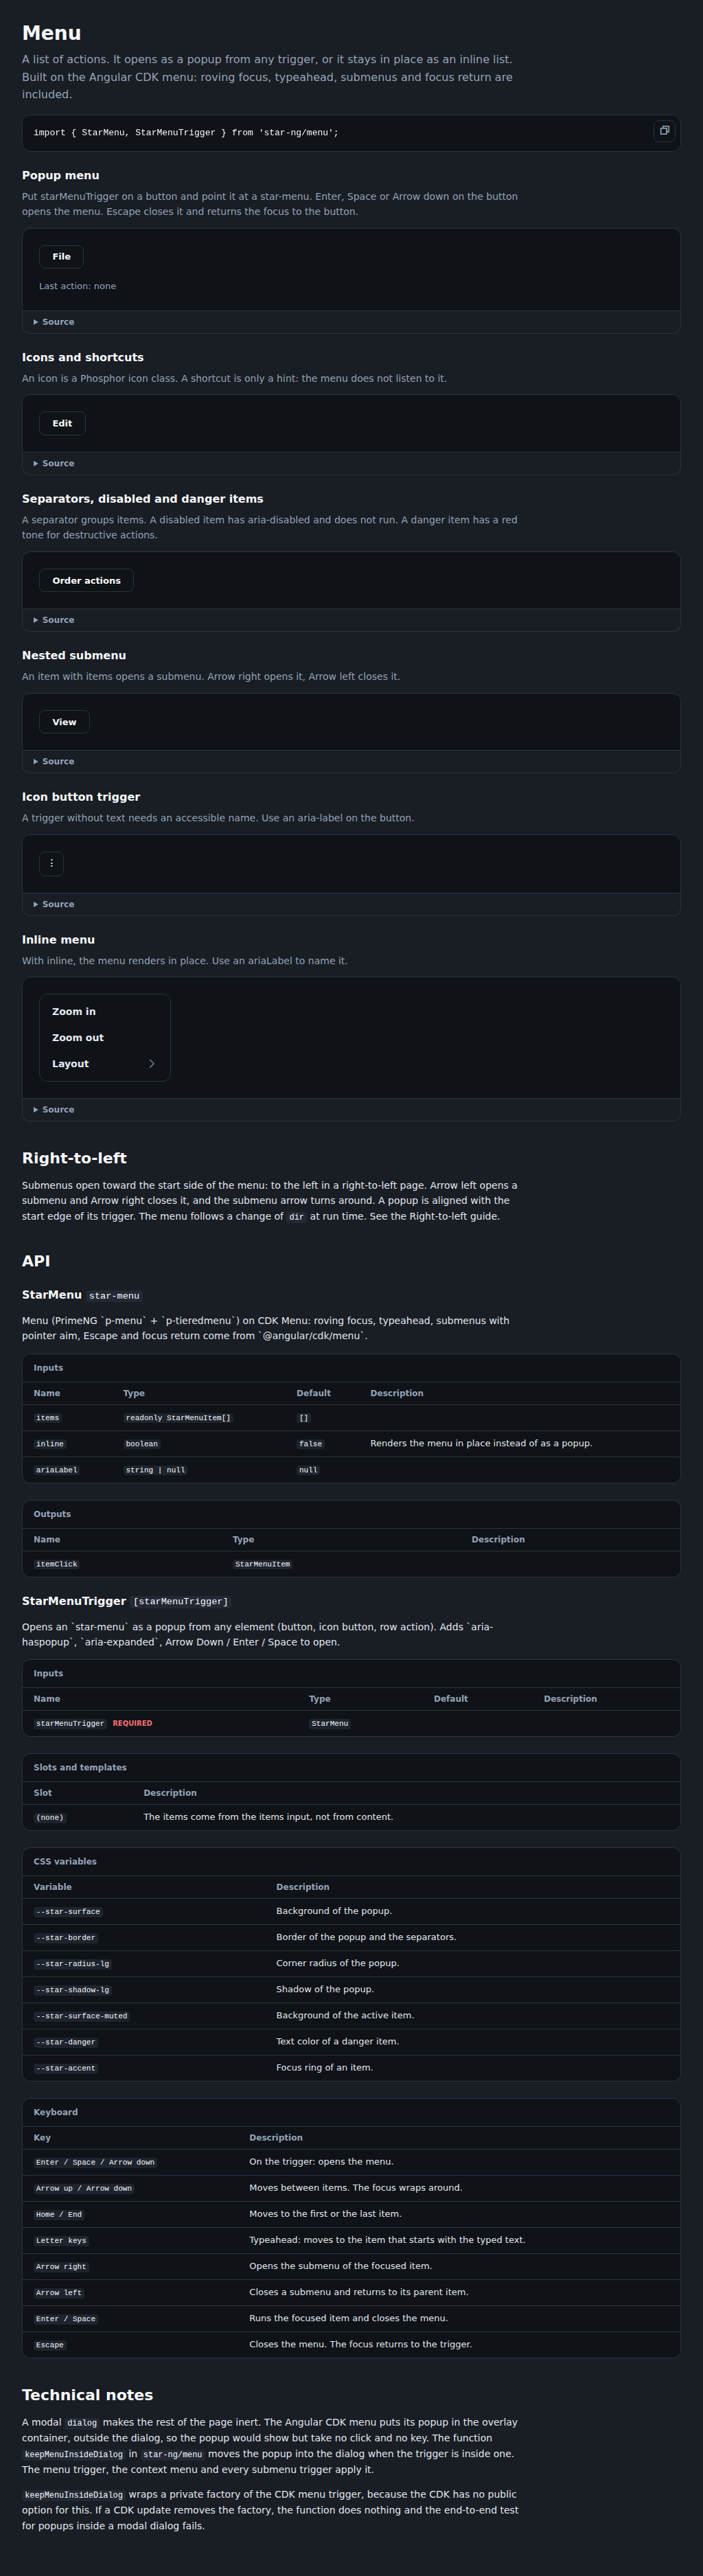 Menu
A list of actions. It opens as a popup from any trigger, or it stays in place as an inline list.
Built on the Angular CDK menu: roving focus, typeahead, submenus and focus return are
included.
import { StarMenu, StarMenuTrigger } from 'star-ng/menu';
Popup menu
Put starMenuTrigger on a button and point it at a star-menu. Enter, Space or Arrow down on the button
opens the menu. Escape closes it and returns the focus to the button.
File
Last action: none
Source
Icons and shortcuts
An icon is a Phosphor icon class. A shortcut is only a hint: the menu does not listen to it.
Edit
Source
Separators, disabled and danger items
A separator groups items. A disabled item has aria-disabled and does not run. A danger item has a red
tone for destructive actions.
Order actions
Source
Nested submenu
An item with items opens a submenu. Arrow right opens it, Arrow left closes it.
View
Source
Icon button trigger
A trigger without text needs an accessible name. Use an aria-label on the button.
Source
Inline menu
With inline, the menu renders in place. Use an ariaLabel to name it.
Zoom in
Zoom out
Layout
Source
Right-to-left
Submenus open toward the start side of the menu: to the left in a right-to-left page. Arrow left opens a
submenu and Arrow right closes it, and the submenu arrow turns around. A popup is aligned with the
start edge of its trigger. The menu follows a change of dir at run time. See the Right-to-left guide.
API
StarMenu star-menu
Menu (PrimeNG `p-menu` + `p-tieredmenu`) on CDK Menu: roving focus, typeahead, submenus with
pointer aim, Escape and focus return come from `@angular/cdk/menu`.
Inputs
Name Type Default Description
items readonly StarMenuItem[] []
inline boolean false Renders the menu in place instead of as a popup.
ariaLabel string | null null
Outputs
Name Type Description
itemClick StarMenuItem
StarMenuTrigger [starMenuTrigger]
Opens an `star-menu` as a popup from any element (button, icon button, row action). Adds `aria-
haspopup`, `aria-expanded`, Arrow Down / Enter / Space to open.
Inputs
Name Type Default Description
starMenuTrigger REQUIRED StarMenu
Slots and templates
Slot Description
(none) The items come from the items input, not from content.
CSS variables
Variable Description
--star-surface Background of the popup.
--star-border Border of the popup and the separators.
--star-radius-lg Corner radius of the popup.
--star-shadow-lg Shadow of the popup.
--star-surface-muted Background of the active item.
--star-danger Text color of a danger item.
--star-accent Focus ring of an item.
Keyboard
Key Description
Enter / Space / Arrow down On the trigger: opens the menu.
Arrow up / Arrow down Moves between items. The focus wraps around.
Home / End Moves to the first or the last item.
Letter keys Typeahead: moves to the item that starts with the typed text.
Arrow right Opens the submenu of the focused item.
Arrow left Closes a submenu and returns to its parent item.
Enter / Space Runs the focused item and closes the menu.
Escape Closes the menu. The focus returns to the trigger.
Technical notes
A modal dialog makes the rest of the page inert. The Angular CDK menu puts its popup in the overlay
container, outside the dialog, so the popup would show but take no click and no key. The function
keepMenuInsideDialog in star-ng/menu moves the popup into the dialog when the trigger is inside one.
The menu trigger, the context menu and every submenu trigger apply it.
keepMenuInsideDialog wraps a private factory of the CDK menu trigger, because the CDK has no public
option for this. If a CDK update removes the factory, the function does nothing and the end-to-end test
for popups inside a modal dialog fails.